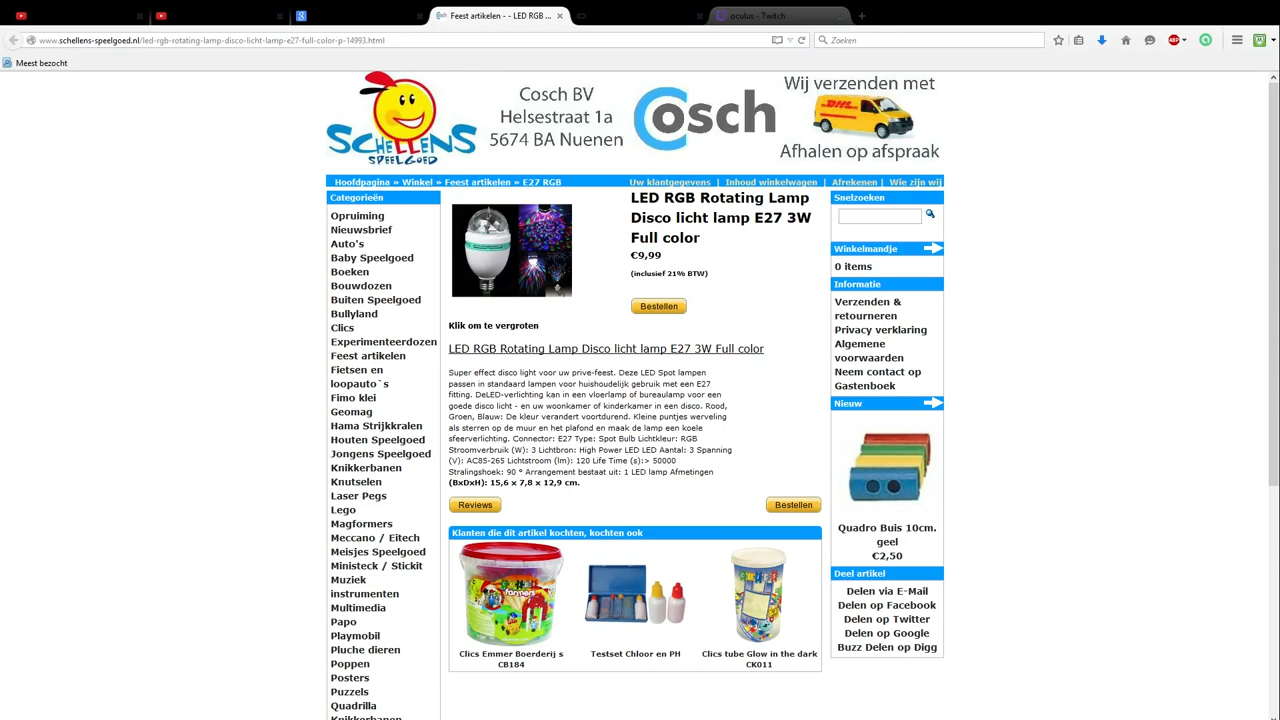 Feest artikelen - - LED RGB ...
oculus - Twitch
www.schellens-speelgoed.nl/led-rgb-rotating-lamp-disco-licht-lamp-e27-full-color-p-14993.html
Zoeken
ABP
Meest bezocht
SCHELLENS
SPEELGOED
Cosch BV
Helsestraat 1a
5674 BA Nuenen
Cosch
Wij verzenden met
DHL
Afhalen op afspraak
Hoofdpagina » Winkel » Feest artikelen » E27 RGB
Uw klantgegevens | Inhoud winkelwagen | Afrekenen | Wie zijn wij
Categorieën
Opruiming
Nieuwsbrief
Auto's
Baby Speelgoed
Boeken
Bouwdozen
Buiten Speelgoed
Bullyland
Clics
Experimenteerdozen
Feest artikelen
Fietsen en
loopauto`s
Fimo klei
Geomag
Hama Strijkkralen
Houten Speelgoed
Jongens Speelgoed
Knikkerbanen
Knutselen
Laser Pegs
Lego
Magformers
Meccano / Eitech
Meisjes Speelgoed
Ministeck / Stickit
Muziek
instrumenten
Multimedia
Papo
Playmobil
Pluche dieren
Poppen
Posters
Puzzels
Quadrilla
Knikkerbanen
LED RGB Rotating Lamp
Disco licht lamp E27 3W
Full color
€9,99
(inclusief 21% BTW)
Bestellen
Klik om te vergroten
LED RGB Rotating Lamp Disco licht lamp E27 3W Full color
Super effect disco light voor uw prive-feest. Deze LED Spot lampen
passen in standaard lampen voor huishoudelijk gebruik met een E27
fitting. DeLED-verlichting kan in een vloerlamp of bureaulamp voor een
goede disco licht - en uw woonkamer of kinderkamer in een disco. Rood,
Groen, Blauw: De kleur verandert voortdurend. Kleine puntjes werveling
als sterren op de muur en het plafond en maak de lamp een koele
sfeerverlichting. Connector: E27 Type: Spot Bulb Lichtkleur: RGB
Stroomverbruik (W): 3 Lichtbron: High Power LED LED Aantal: 3 Spanning
(V): AC85-265 Lichtstroom (lm): 120 Life Time (s):> 50000
Stralingshoek: 90 ° Arrangement bestaat uit: 1 LED lamp Afmetingen
(BxDxH): 15,6 x 7,8 x 12,9 cm.
Reviews
Bestellen
Klanten die dit artikel kochten, kochten ook
farmers
Clics Emmer Boerderij s
CB184
Testset Chloor en PH
Clics tube Glow in the dark
CK011
Snelzoeken
Winkelmandje
0 items
Informatie
Verzenden &
retourneren
Privacy verklaring
Algemene
voorwaarden
Neem contact op
Gastenboek
Nieuw
Quadro Buis 10cm.
geel
€2,50
Deel artikel
Delen via E-Mail
Delen op Facebook
Delen op Twitter
Delen op Google
Buzz Delen op Digg